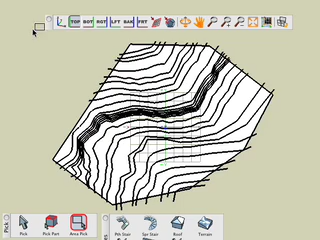 TOP BOT RGT LFT BAK FRT
Pick
Pick Pick Part Area Pick
Pth Stair Spr Stair Roof Terrain